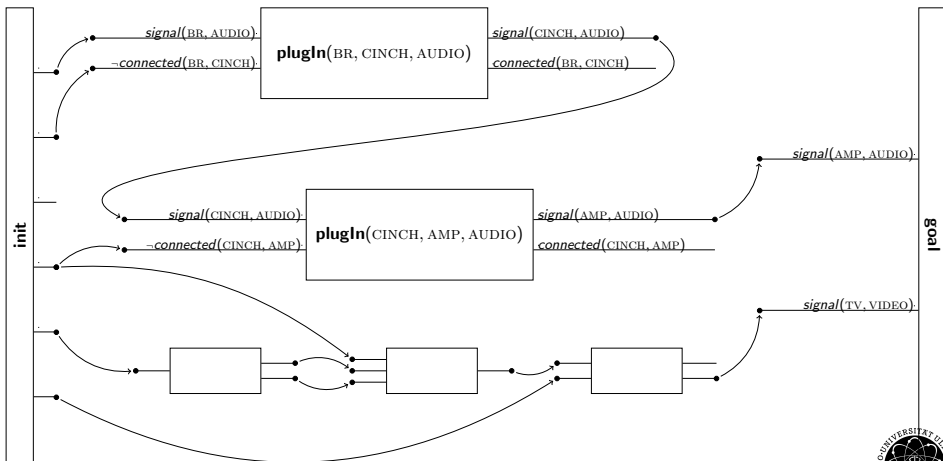 signal(BR, AUDIO)
signal(CINCH, AUDIO)
plugIn(BR, CINCH, AUDIO)
¬connected(BR, CINCH)
connected(BR, CINCH)
signal(AMP, AUDIO)
signal(CINCH, AUDIO)
signal(AMP, AUDIO)
init
plugIn(CINCH, AMP, AUDIO)
goal
¬connected(CINCH, AMP)
connected(CINCH, AMP)
signal(TV, VIDEO)